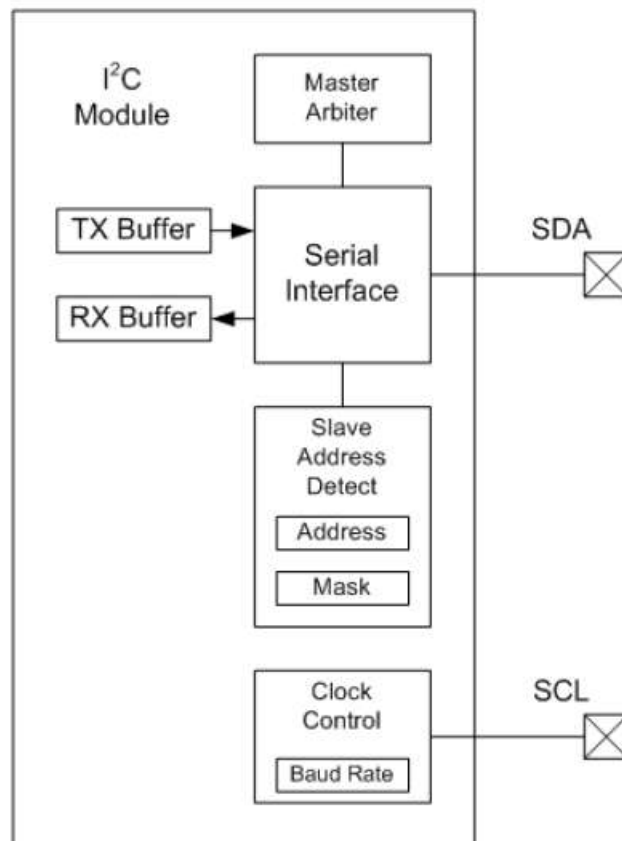 I²C
Module
Master
Arbiter
TX Buffer
RX Buffer
Serial
Interface
SDA
Slave
Address
Detect
Address
Mask
Clock
Control
Baud Rate
SCL